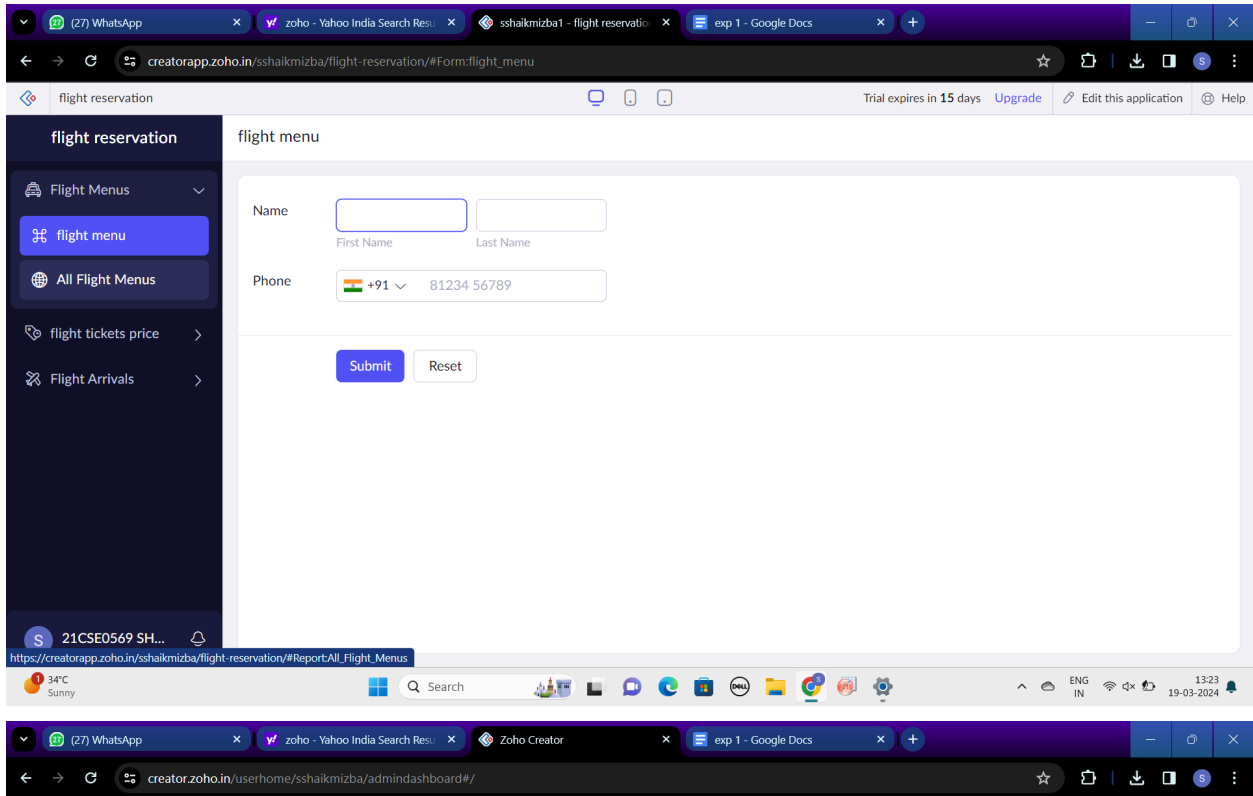 (27) WhatsApp
zoho - Yahoo India Search Resu
sshaikmizba1 - flight reservatio
exp 1 - Google Docs
creatorapp.zoho.in/sshaikmizba/flight-reservation/#Form:flight_menu
flight reservation
Trial expires in 15 days Upgrade Edit this application Help
flight reservation
flight menu
Flight Menus
flight menu
All Flight Menus
flight tickets price
Flight Arrivals
Name
First Name Last Name
Phone
+91 81234 56789
Submit Reset
S 21CSE0569 SH...
https://creatorapp.zoho.in/sshaikmizba/flight-reservation/#Report:All_Flight_Menus
1 34°C
Sunny
Search
DELL
ENG
IN
13:23
19-03-2024
(27) WhatsApp
zoho - Yahoo India Search Resu
Zoho Creator
exp 1 - Google Docs
creator.zoho.in/userhome/sshaikmizba/admindashboard#/
S